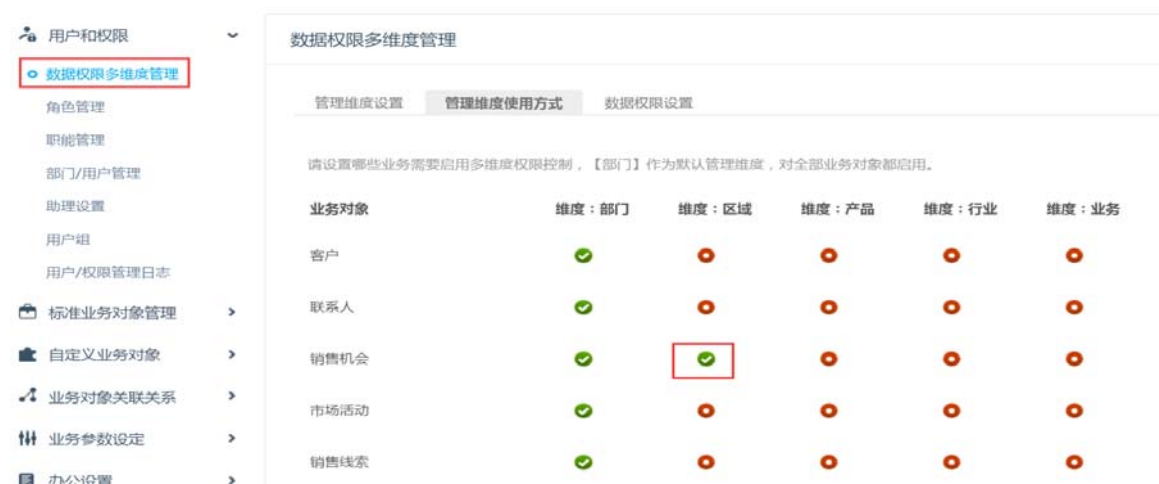 用户和权限
数据权限多维度管理
角色管理
职能管理
部门/用户管理
助理设置
用户组
用户/权限管理日志
标准业务对象管理
自定义业务对象
业务对象关联关系
业务参数设定
办公设置
数据权限多维度管理
管理维度设置 管理维度使用方式 数据权限设置
请设置哪些业务需要启用多维度权限控制，【部门】作为默认管理维度，对全部业务对象都启用。
业务对象 维度：部门 维度：区域 维度：产品 维度：行业 维度：业务
客户
联系人
销售机会
市场活动
销售线索